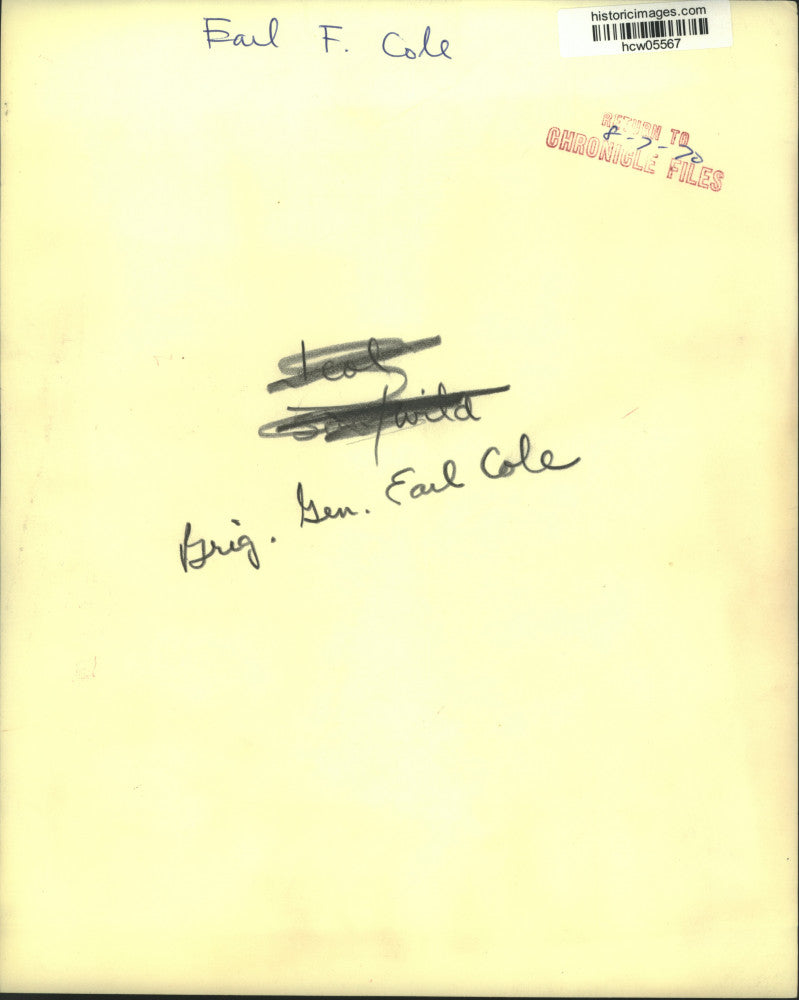 historicimages.com
hcw05567
Earl F. Cole
RETURN TO
8-7-70
CHRONICLE FILES
Brig. Gen. Earl Cole